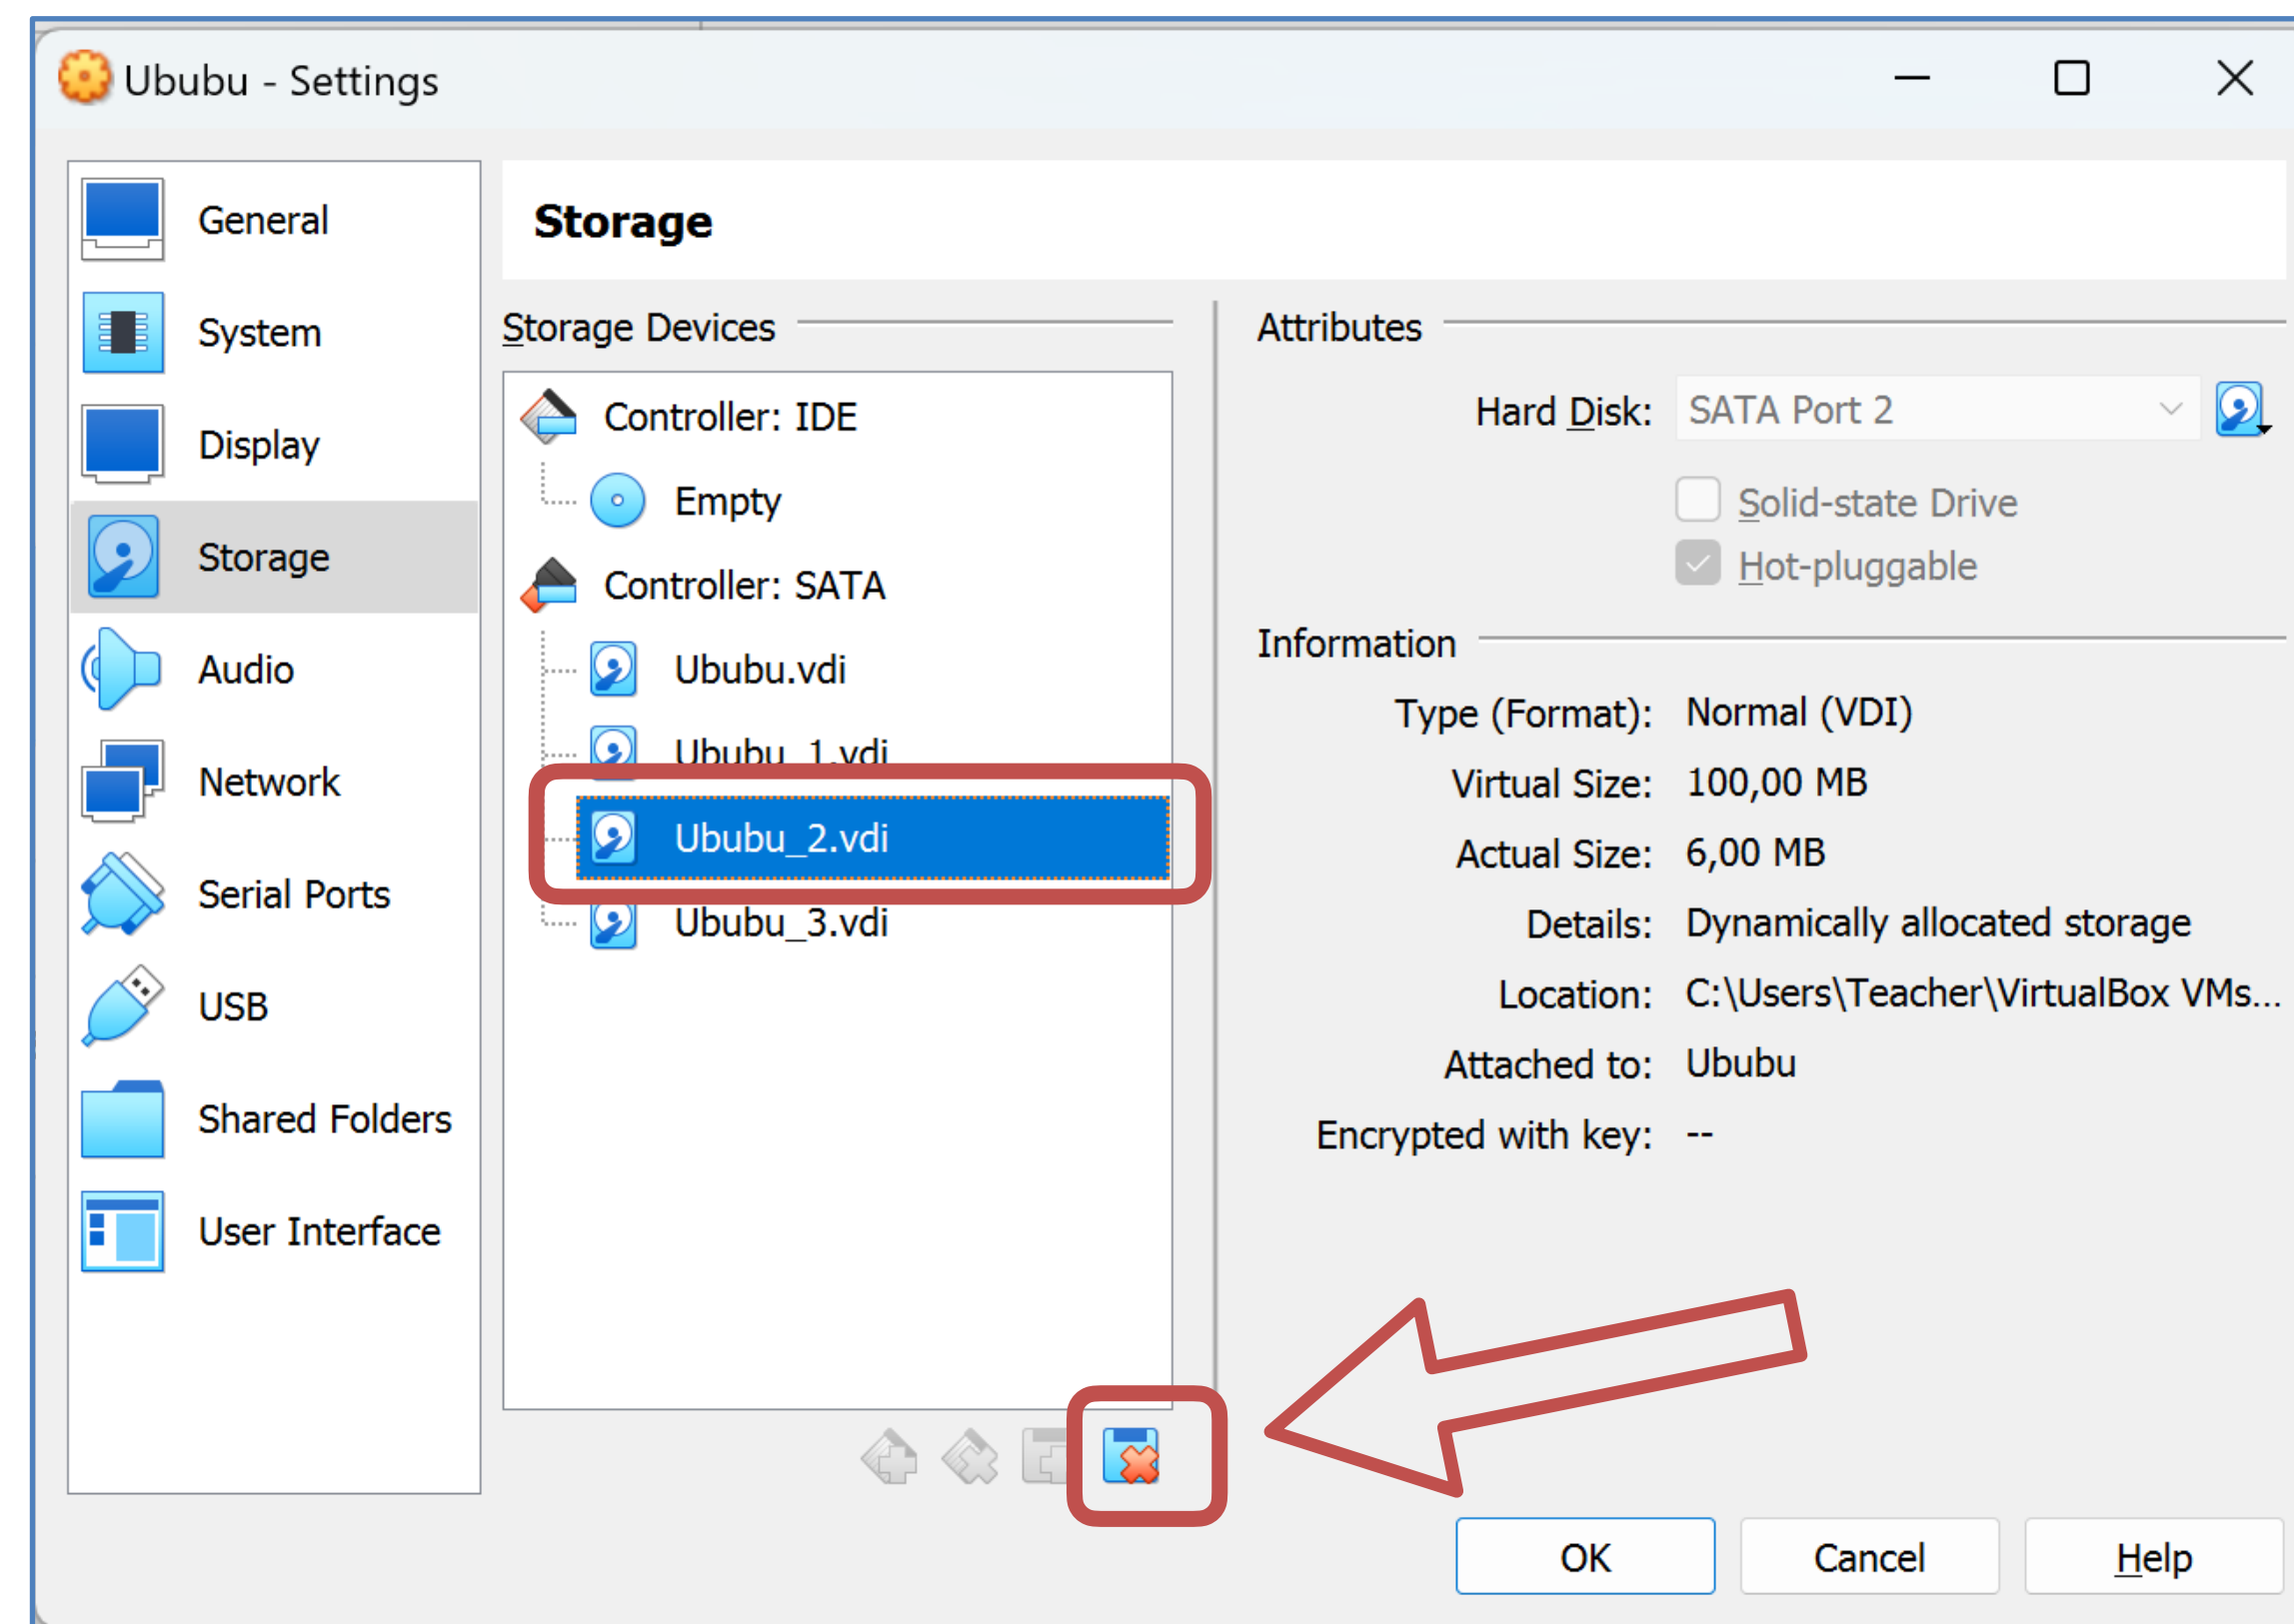 Ububu - Settings
General
System
Display
Storage
Audio
Network
Serial Ports
USB
Shared Folders
User Interface
Storage
Storage Devices
Controller: IDE
Empty
Controller: SATA
Ububu.vdi
Ububu_1.vdi
Ububu_2.vdi
Ububu_3.vdi
Attributes
Hard Disk: SATA Port 2
Solid-state Drive
Hot-pluggable
Information
Type (Format): Normal (VDI)
Virtual Size: 100,00 MB
Actual Size: 6,00 MB
Details: Dynamically allocated storage
Location: C:\Users\Teacher\VirtualBox VMs...
Attached to: Ububu
Encrypted with key: --
OK Cancel Help